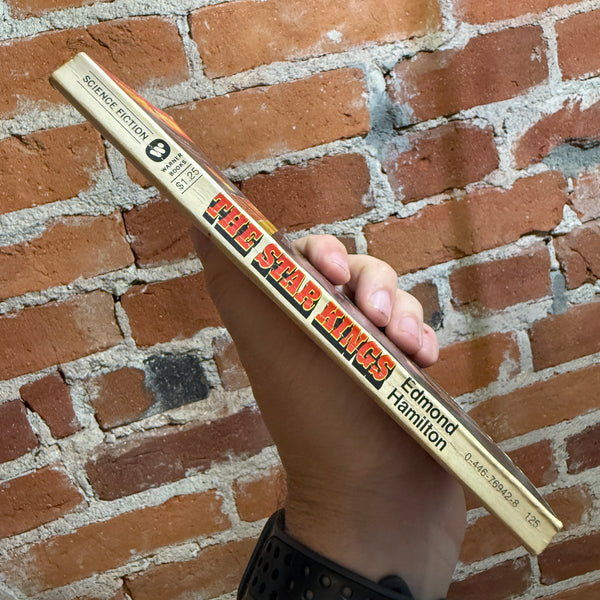 SCIENCE FICTION
W
WARNER
BOOKS
$1.25
THE STAR KINGS
Edmond
Hamilton
0-446-76942-8 125